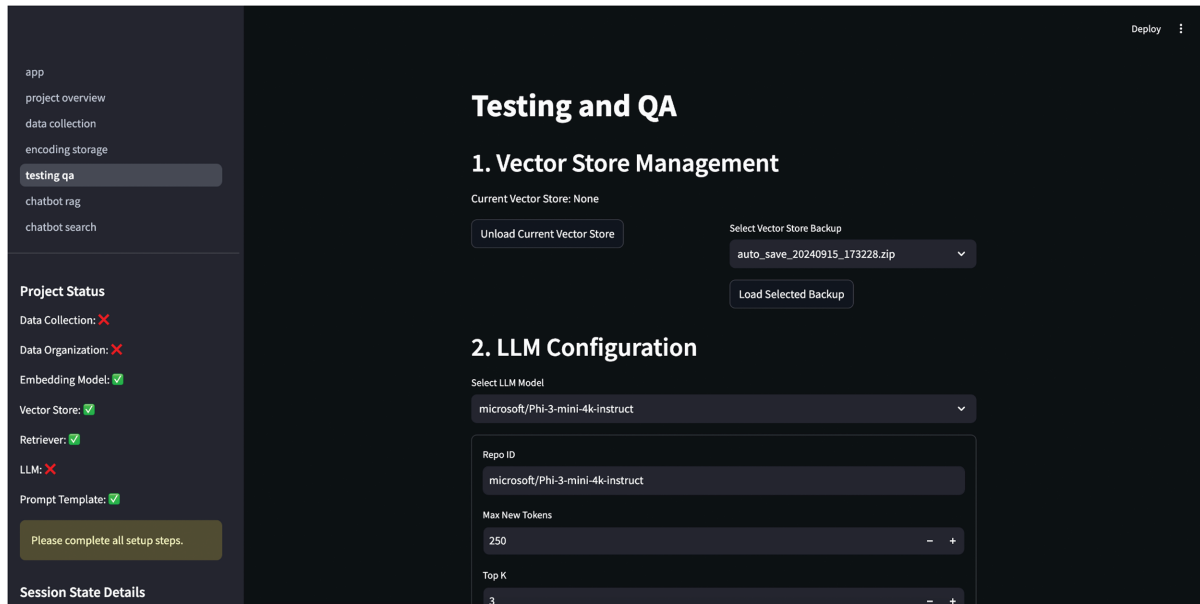 app
project overview
data collection
encoding storage
testing qa
chatbot rag
chatbot search
Project Status
Data Collection: ❌
Data Organization: ❌
Embedding Model: ✅
Vector Store: ✅
Retriever: ✅
LLM: ❌
Prompt Template: ✅
Please complete all setup steps.
Session State Details
Deploy
Testing and QA
1. Vector Store Management
Current Vector Store: None
Unload Current Vector Store
Select Vector Store Backup
auto_save_20240915_173228.zip
Load Selected Backup
2. LLM Configuration
Select LLM Model
microsoft/Phi-3-mini-4k-instruct
Repo ID
microsoft/Phi-3-mini-4k-instruct
Max New Tokens
250
Top K
3